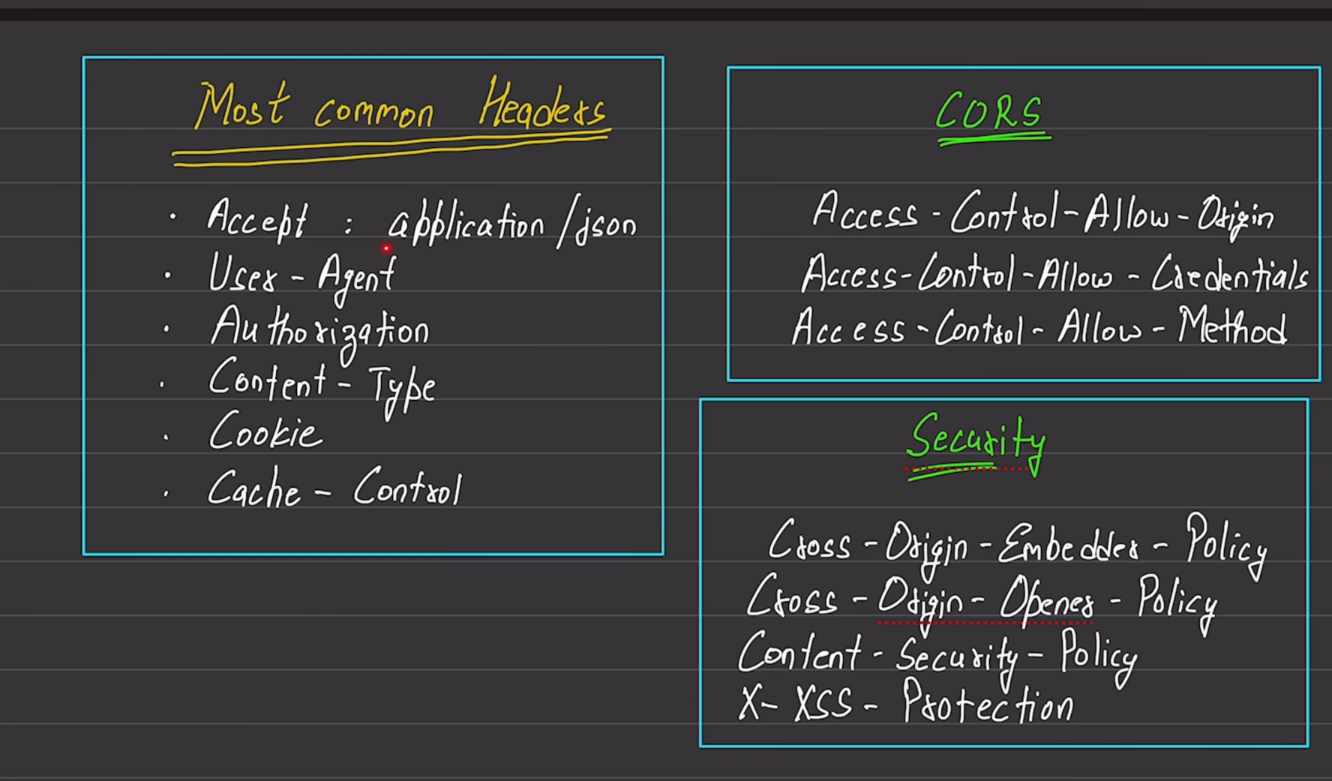 Most common Headers
· Accept : application/json
· User - Agent
· Authorization
· Content - Type
· Cookie
· Cache - Control
CORS
Access - Control - Allow - Origin
Access - Control - Allow - Credentials
Access - Control - Allow - Method
Security
Cross - Origin - Embedder - Policy
Cross - Origin - Opener - Policy
Content - Security - Policy
X - XSS - Protection